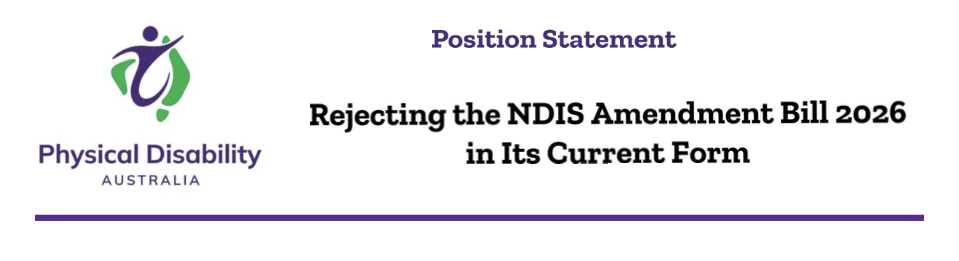 Position Statement
Rejecting the NDIS Amendment Bill 2026
in Its Current Form
Physical Disability
AUSTRALIA